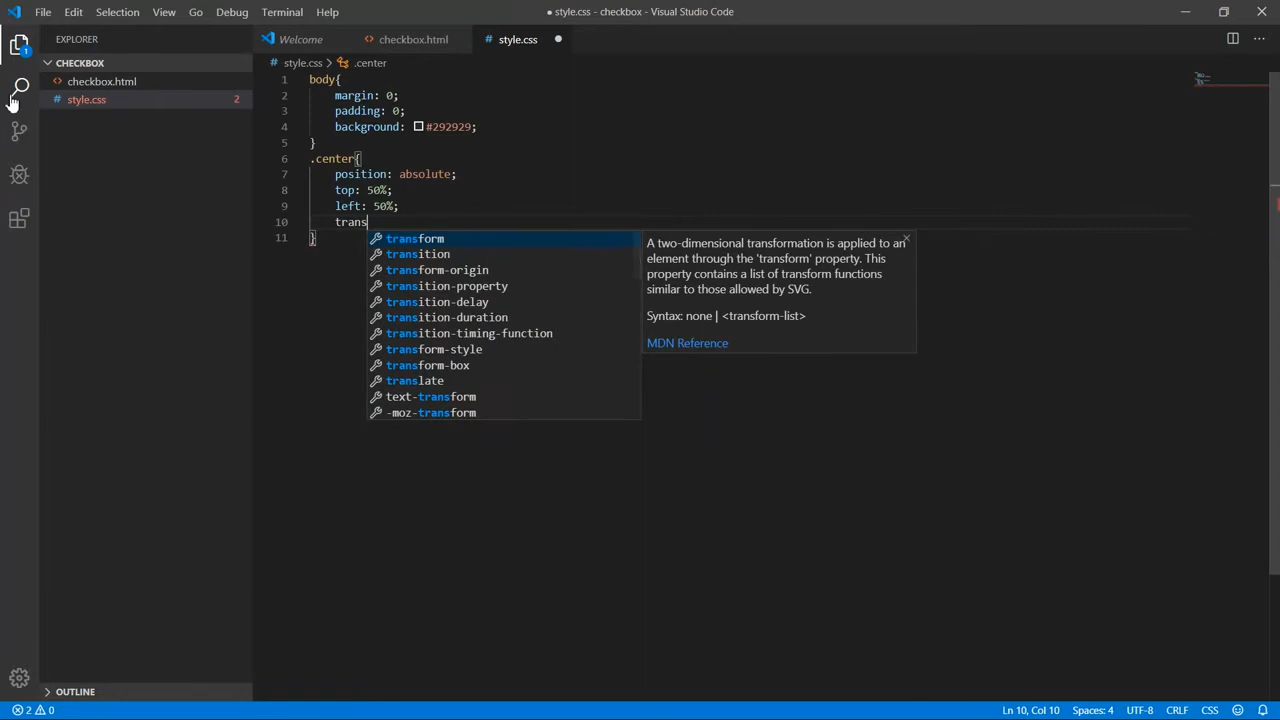 File Edit Selection View Go Debug Terminal Help
● style.css - checkbox - Visual Studio Code
EXPLORER
Welcome
<> checkbox.html
# style.css ●
1
CHECKBOX
<> checkbox.html
# style.css 2
# style.css > .center
1 body{
2 margin: 0;
3 padding: 0;
4 background: #292929;
5 }
6 .center{
7 position: absolute;
8 top: 50%;
9 left: 50%;
10 trans
11 }
transform
transition
transform-origin
transition-property
transition-delay
transition-duration
transition-timing-function
transform-style
transform-box
translate
text-transform
-moz-transform
A two-dimensional transformation is applied to an
element through the 'transform' property. This
property contains a list of transform functions
similar to those allowed by SVG.
Syntax: none | <transform-list>
MDN Reference
OUTLINE
2 0
Ln 10, Col 10 Spaces: 4 UTF-8 CRLF CSS